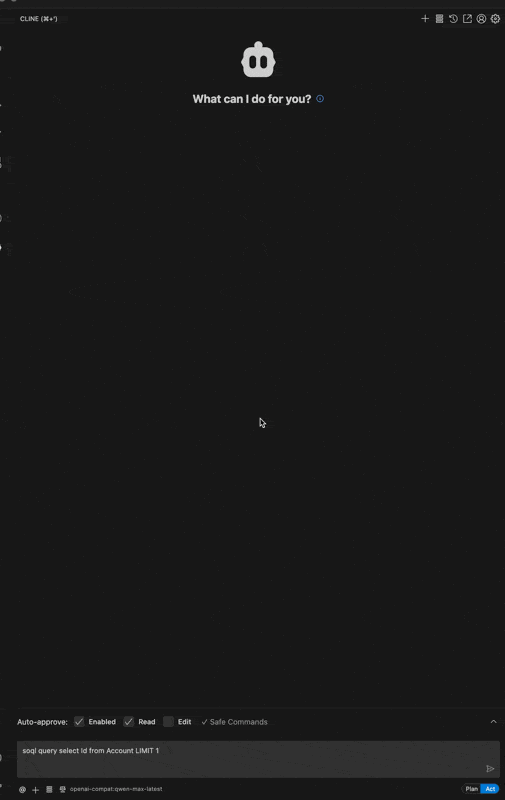 CLINE (⌘+')
What can I do for you?
Auto-approve: Enabled Read Edit Safe Commands
soql query select Id from Account LIMIT 1
@ openai-compat:qwen-max-latest Plan Act